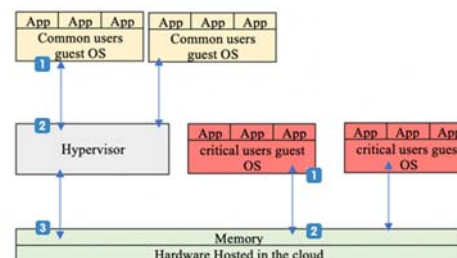 App App App
Common users
guest OS
App App App
Common users
guest OS
1
2
Hypervisor
App App App
critical users guest
OS
1
App App App
critical users guest
OS
3
2
Memory
Hardware Hosted in the cloud